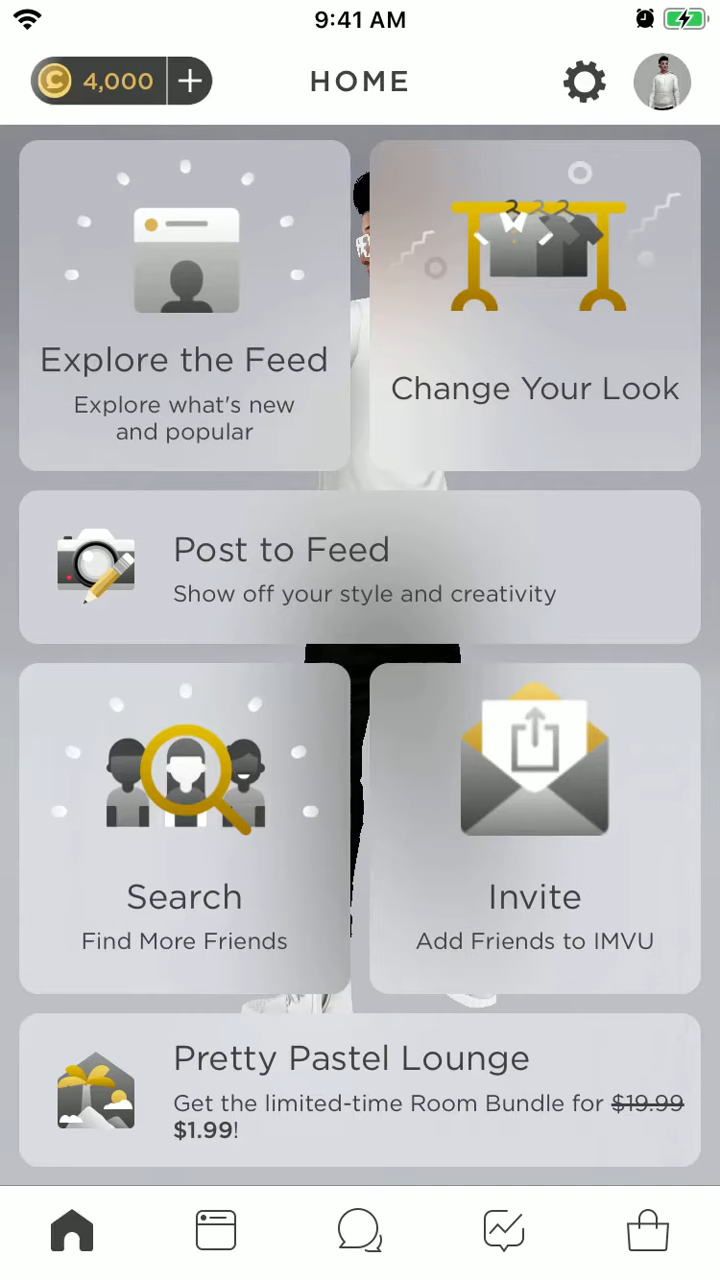 9:41 AM
4,000
HOME
Explore the Feed
Explore what's new
and popular
Change Your Look
Post to Feed
Show off your style and creativity
Search
Find More Friends
Invite
Add Friends to IMVU
Pretty Pastel Lounge
Get the limited-time Room Bundle for $19.99
$1.99!